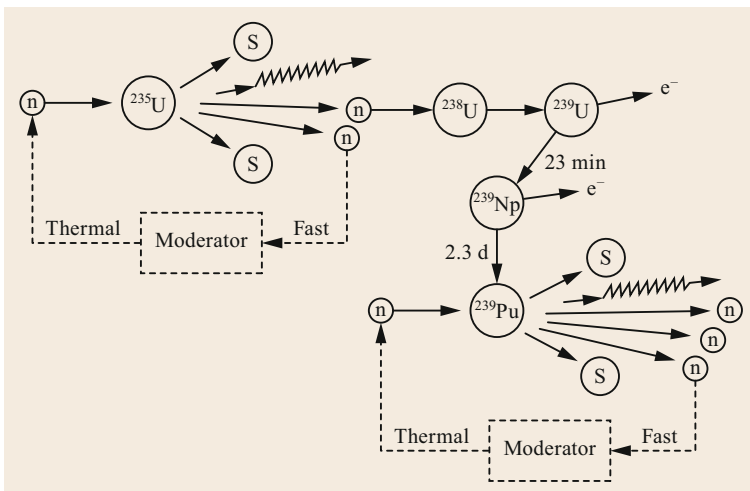 S
n
²³⁵U
n
²³⁸U
²³⁹U
e⁻
n
S
23 min
²³⁹Np
e⁻
Thermal
Moderator
Fast
2.3 d
S
n
²³⁹Pu
n
n
n
S
Thermal
Moderator
Fast